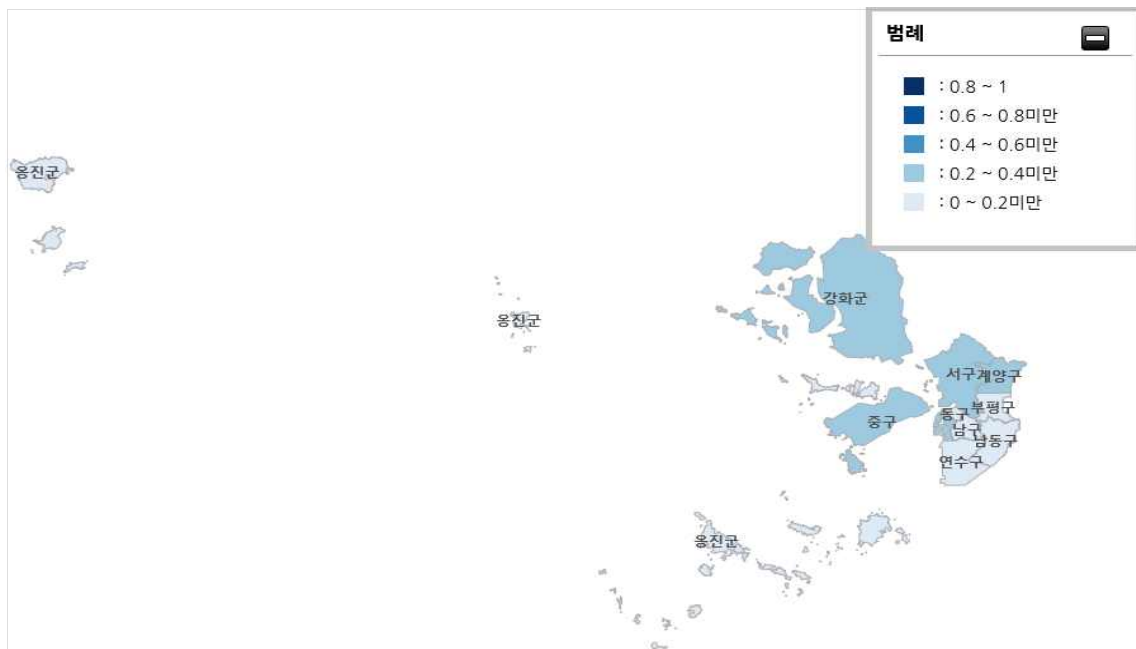 범례
: 0.8 ~ 1
: 0.6 ~ 0.8미만
: 0.4 ~ 0.6미만
: 0.2 ~ 0.4미만
: 0 ~ 0.2미만
옹진군
강화군
옹진군
서구
계양구
동구
부평구
중구
남구
남동구
연수구
옹진군